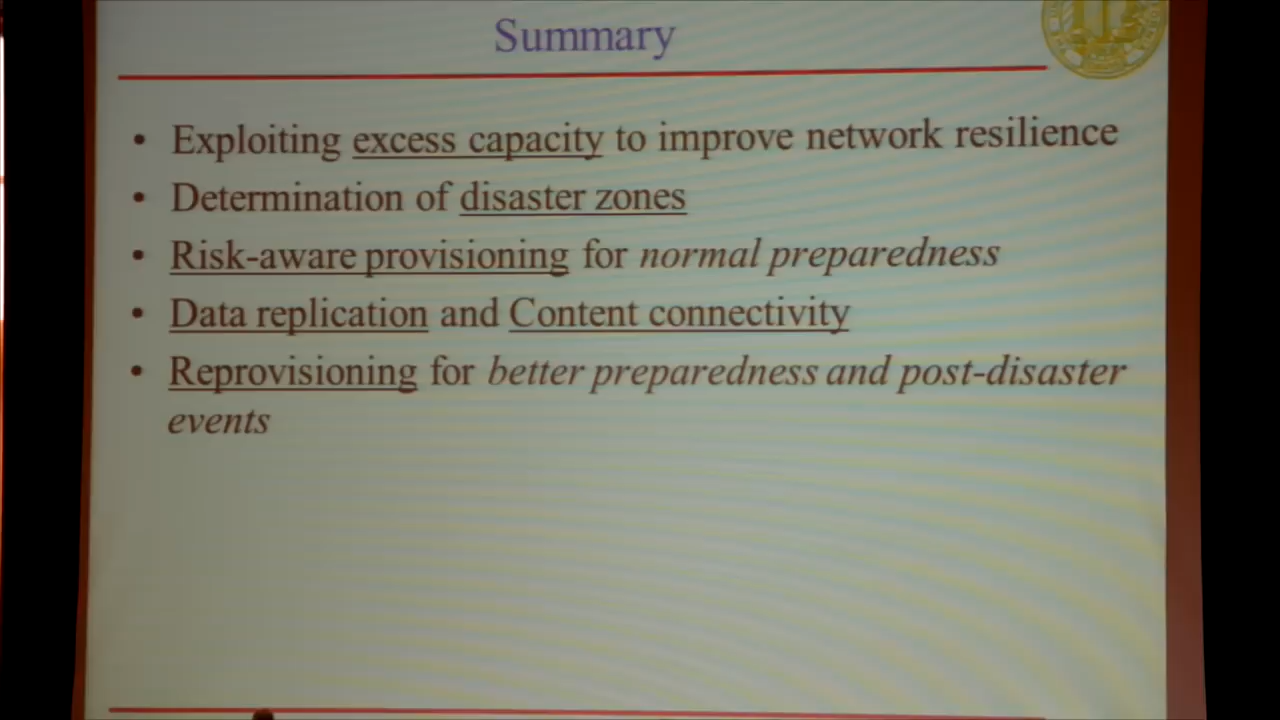 Summary
• Exploiting excess capacity to improve network resilience
• Determination of disaster zones
• Risk-aware provisioning for normal preparedness
• Data replication and Content connectivity
• Reprovisioning for better preparedness and post-disaster
events